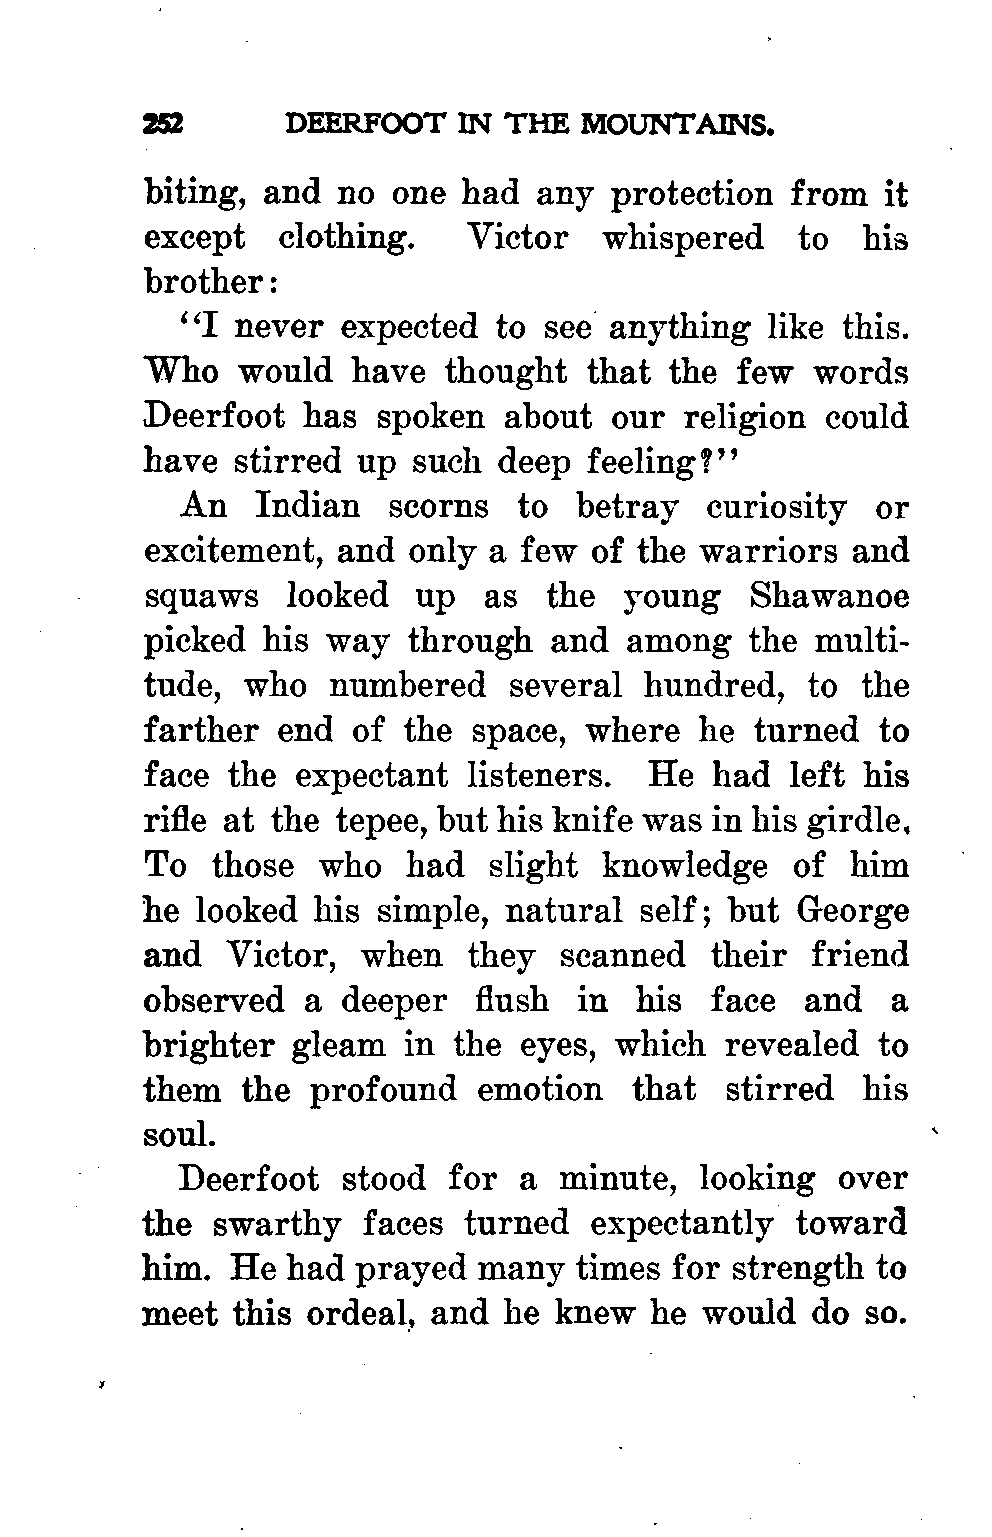 252 DEERFOOT IN THE MOUNTAINS.
biting, and no one had any protection from it
except clothing. Victor whispered to his
brother:
"I never expected to see anything like this.
Who would have thought that the few words
Deerfoot has spoken about our religion could
have stirred up such deep feeling?"
An Indian scorns to betray curiosity or
excitement, and only a few of the warriors and
squaws looked up as the young Shawanoe
picked his way through and among the multi-
tude, who numbered several hundred, to the
farther end of the space, where he turned to
face the expectant listeners. He had left his
rifle at the tepee, but his knife was in his girdle.
To those who had slight knowledge of him
he looked his simple, natural self; but George
and Victor, when they scanned their friend
observed a deeper flush in his face and a
brighter gleam in the eyes, which revealed to
them the profound emotion that stirred his
soul.
Deerfoot stood for a minute, looking over
the swarthy faces turned expectantly toward
him. He had prayed many times for strength to
meet this ordeal, and he knew he would do so.